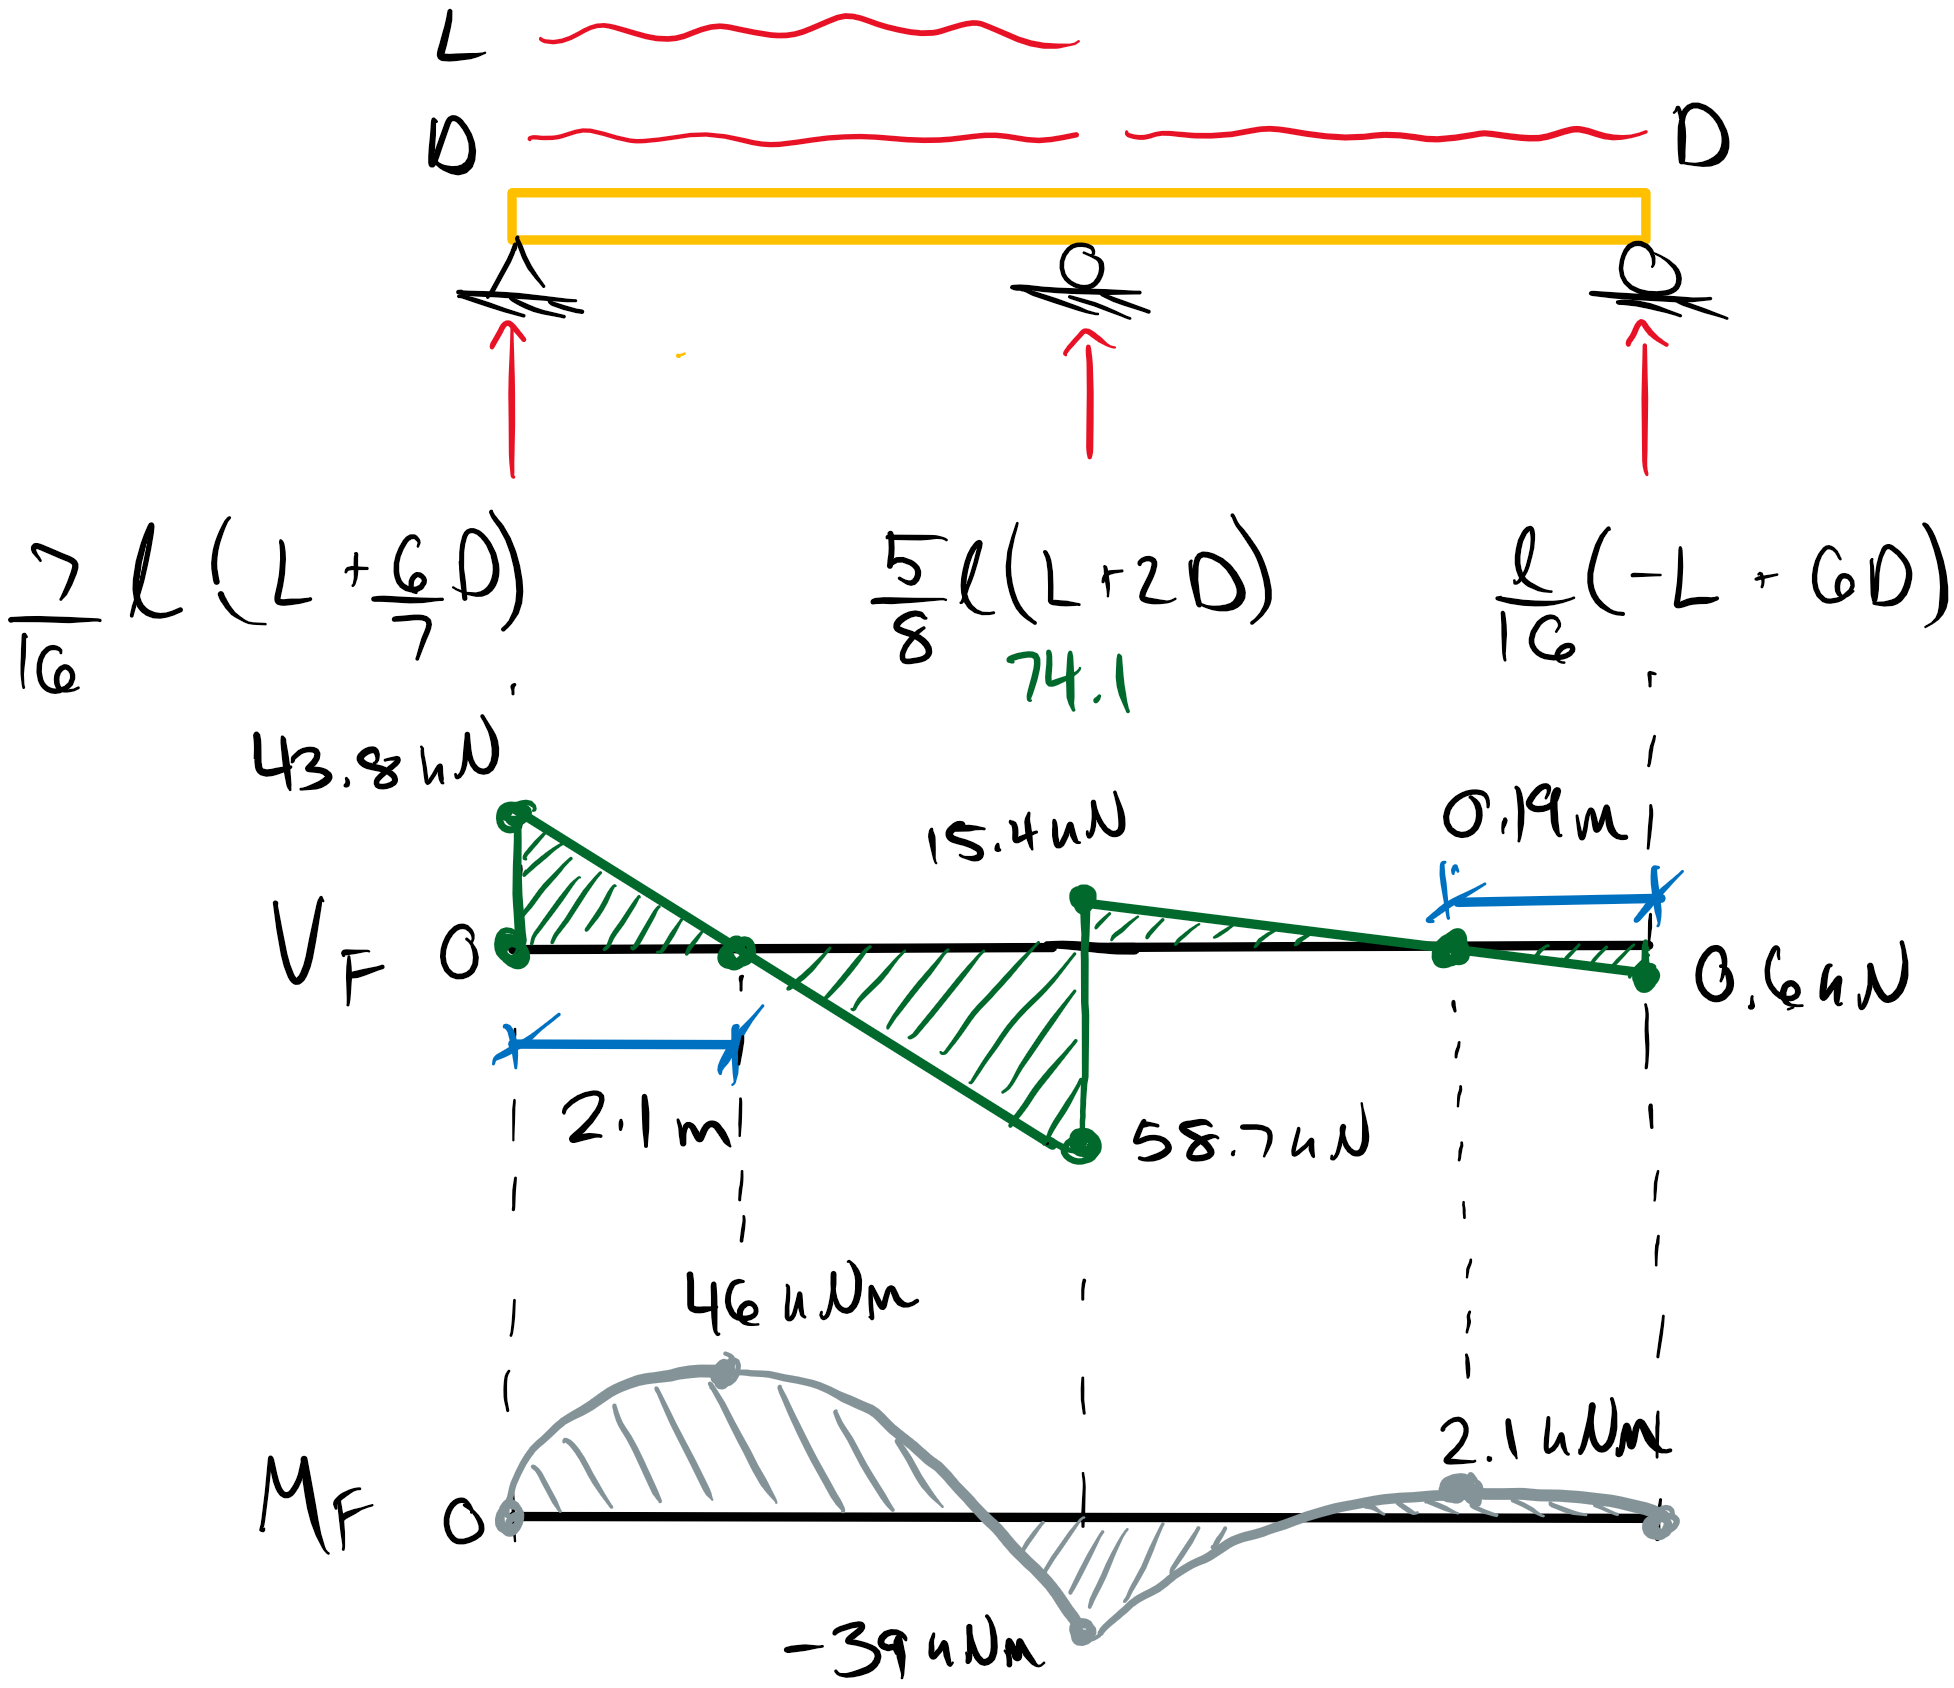 L
D D
7/16 l (L + 6/7 D) 5/8 l (L + 2D) l/16 (-L + 6D)
74.1
43.8 kN
15.4 kN 0.19 m
V_F 0 0.6 kN
2.1 m 58.7 kN
46 kNm
2.1 kNm
M_F 0
-39 kNm